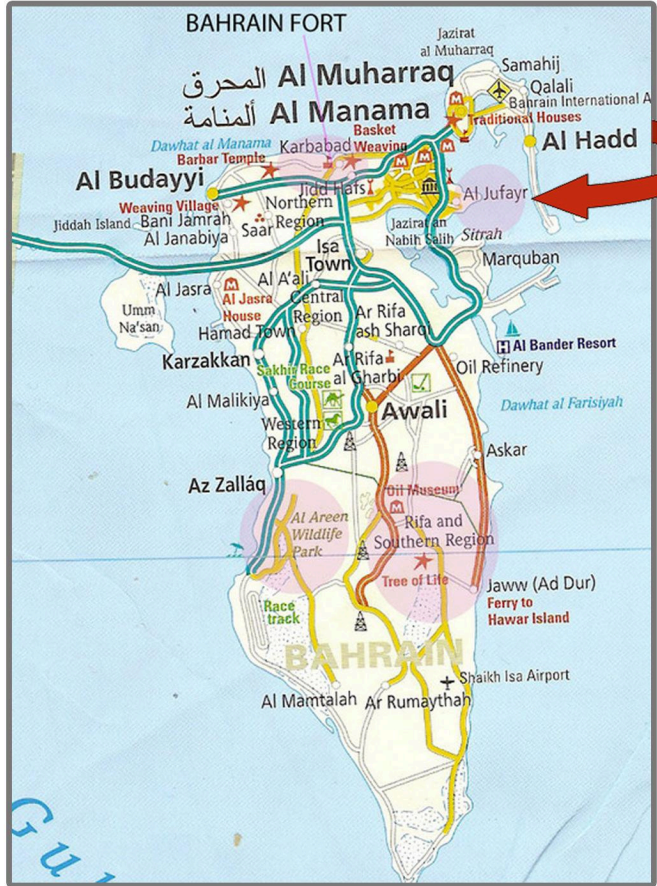 BAHRAIN FORT
Jazirat
al Muharraq
Samahij
Qalali
المحرق Al Muharraq
Bahrain International A
ألمنامة Al Manama
Traditional Houses
Dawhat al Manama
Karbabad
Basket
Weaving
Al Hadd
Barbar Temple
Al Budayyi
Jidd Hafs
Al Jufayr
Weaving Village
Northern
Region
Jiddah Island
Bani Jamrah
Saar
Jazirat an
Nabih Salih
Sitrah
Al Janabiya
Isa
Town
Marquban
Al Jasra
Al A'ali
Al Jasra
House
Central
Region
Umm
Na'san
Hamad Town
Ar Rifa
ash Sharqi
Al Bander Resort
Karzakkan
Ar Rifa
al Gharbi
Oil Refinery
Sakhir Race
Course
Al Malikiya
Awali
Dawhat al Farisiyah
Western
Region
Askar
Az Zalláq
Oil Museum
Al Areen
Wildlife
Park
Rifa and
Southern Region
Tree of Life
Jaww (Ad Dur)
Ferry to
Hawar Island
Race
track
BAHRAIN
Shaikh Isa Airport
Al Mamtalah
Ar Rumaythah
Gul